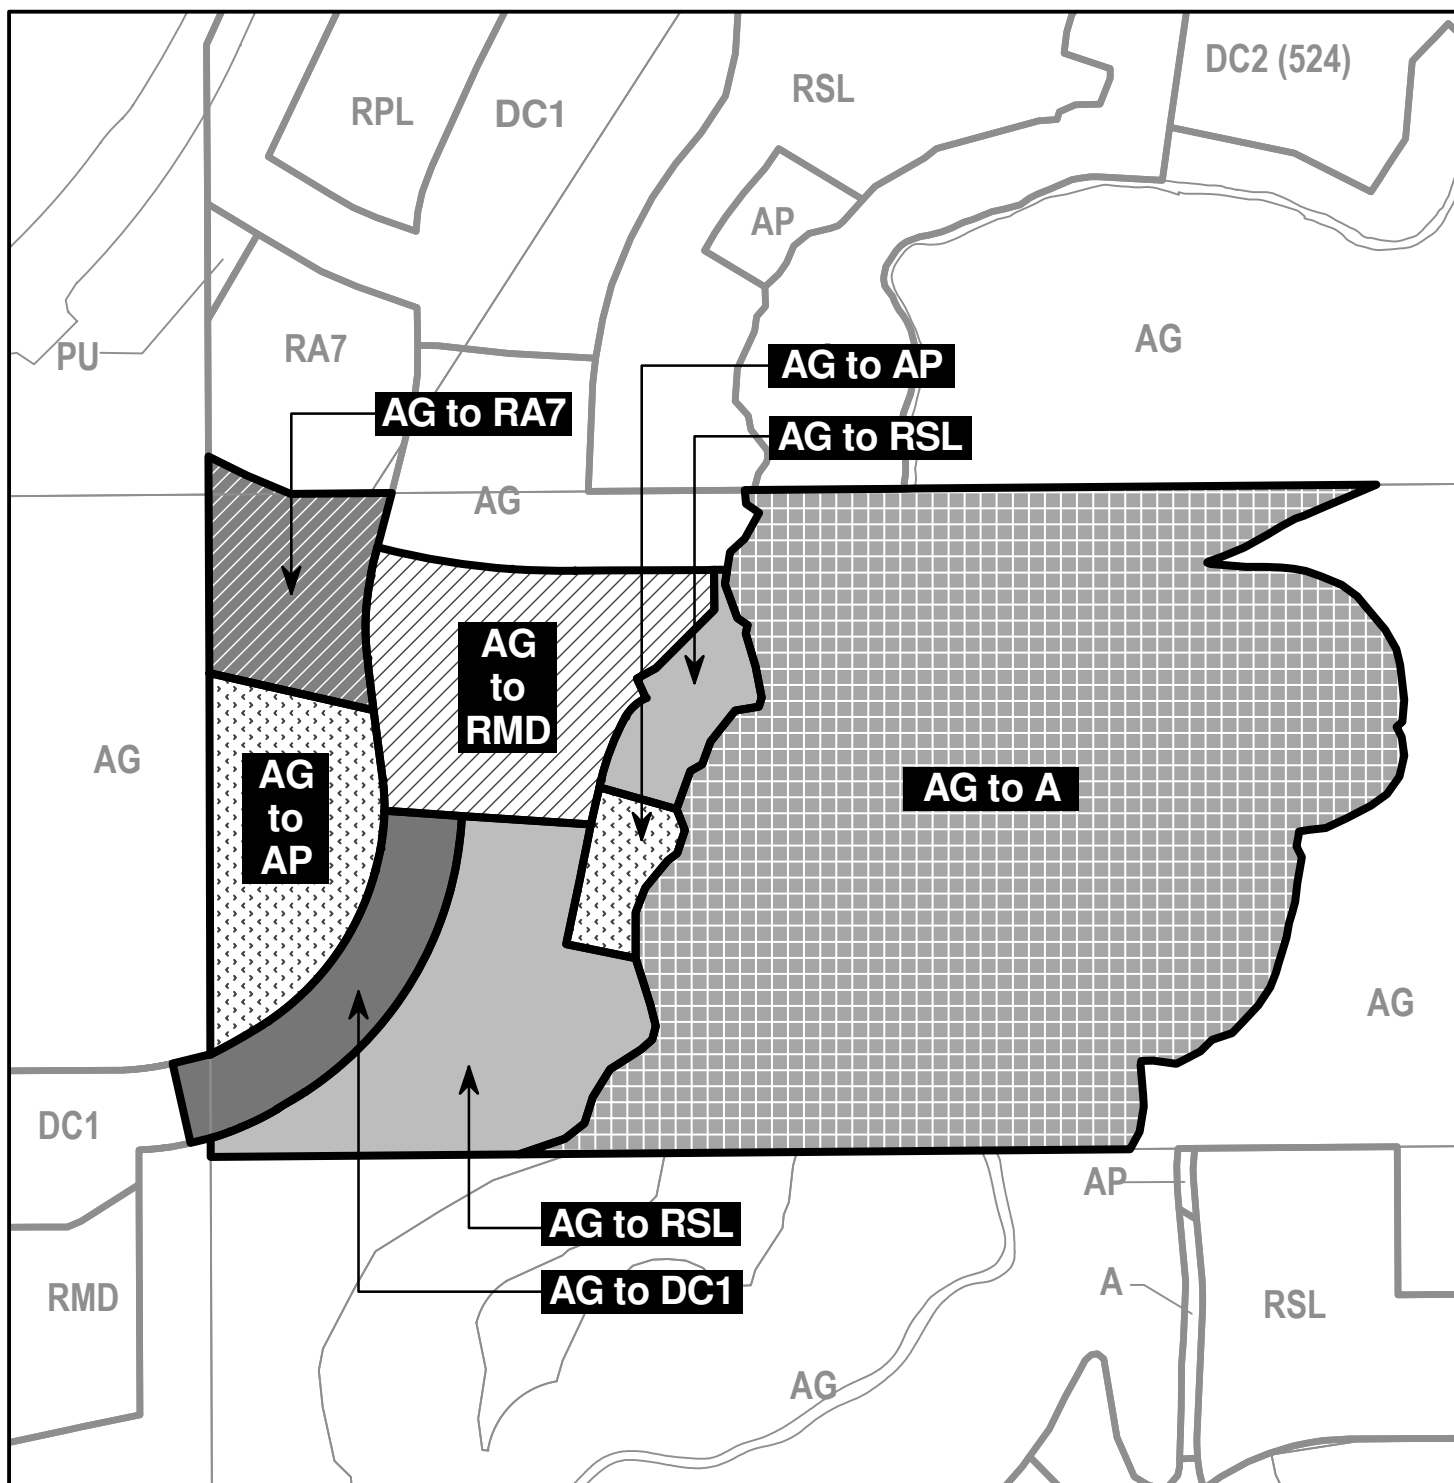 DC2 (524)
RSL
RPL
DC1
AP
AG
RA7
PU
AG to AP
AG to RA7
AG to RSL
AG
AG
to
RMD
AG
AG
to
AP
AG to A
AG
DC1
AP
AG to RSL
A
AG to DC1
RMD
RSL
AG